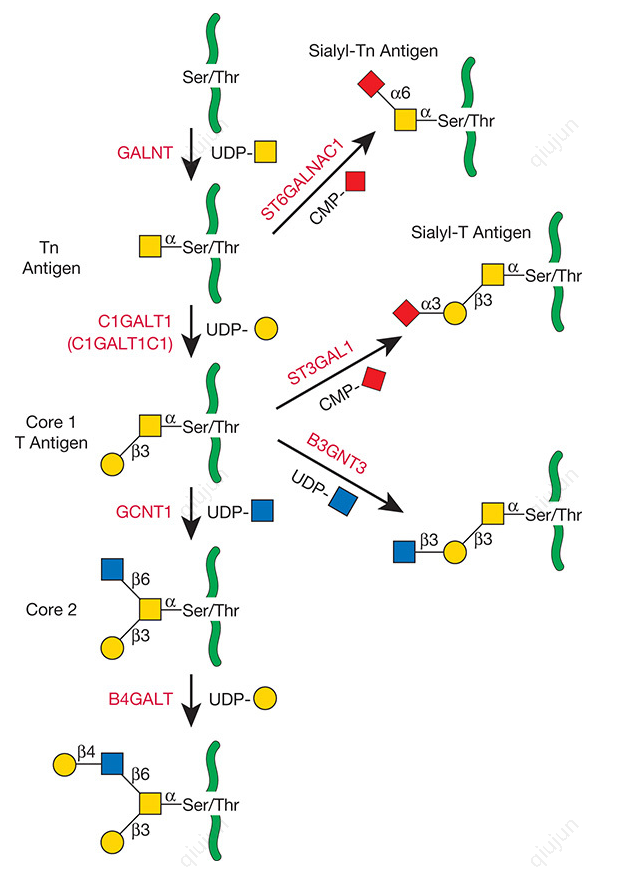 Ser/Thr
GALNT UDP-
Sialyl-Tn Antigen
α6
α Ser/Thr
ST6GALNAC1
CMP-
Tn
Antigen
α Ser/Thr
C1GALT1
(C1GALT1C1)
UDP-
Sialyl-T Antigen
α Ser/Thr
α3 β3
ST3GAL1
CMP-
Core 1
T Antigen
α Ser/Thr
β3
B3GNT3
UDP-
GCNT1 UDP-
α Ser/Thr
β3 β3
Core 2
β6
α Ser/Thr
β3
B4GALT UDP-
β4
β6
α Ser/Thr
β3
qiujun
qiujun
qiujun
qiujun
qiujun
qiujun